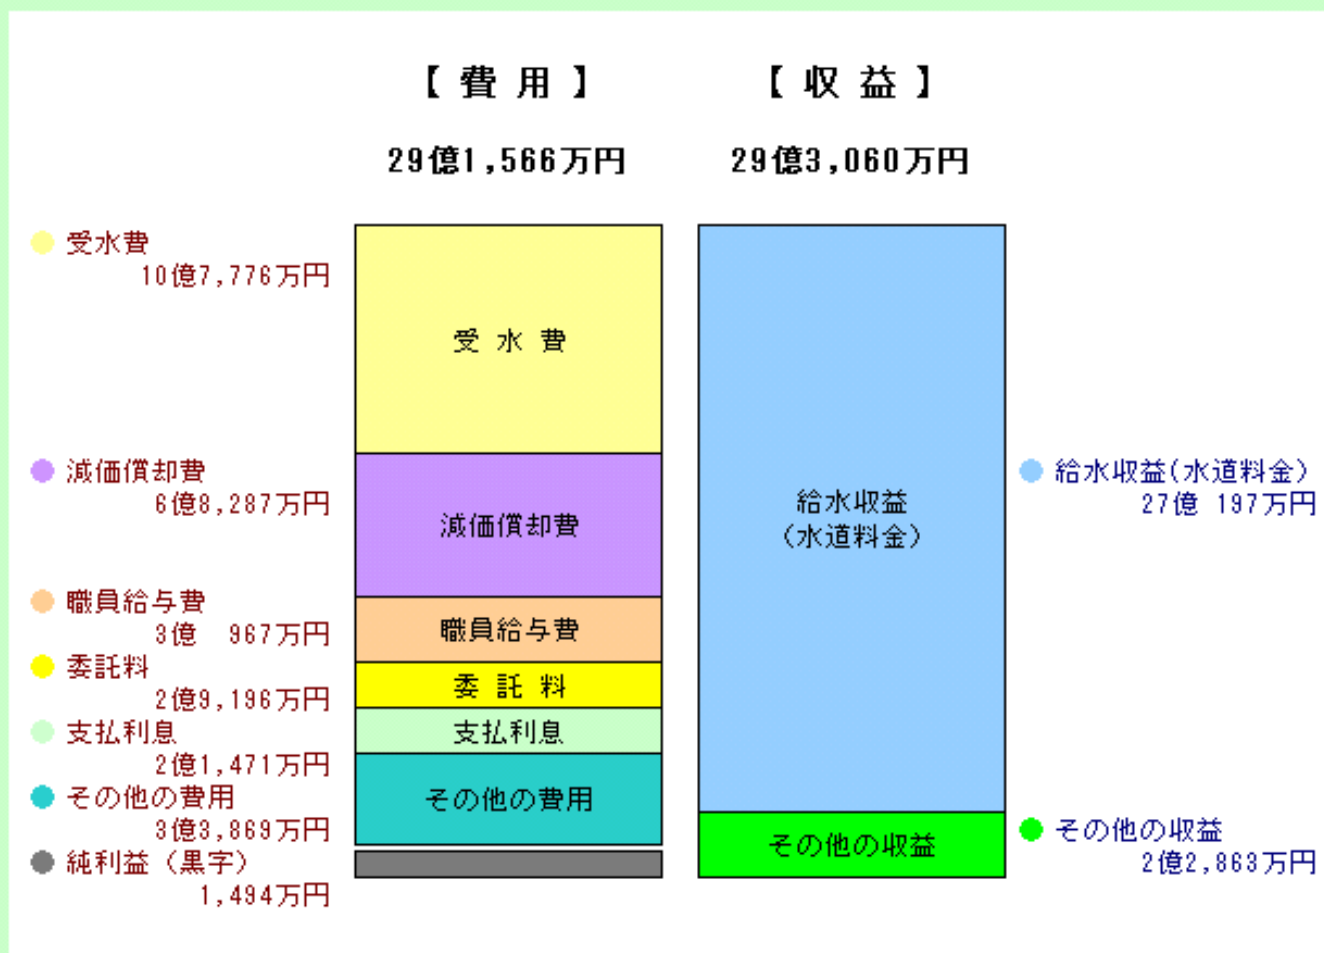 【 費 用 】
【 収 益 】
29億1,566万円
29億3,060万円
受水費
10億7,776万円
減価償却費
6億8,287万円
職員給与費
3億 967万円
委託料
2億9,196万円
支払利息
2億1,471万円
その他の費用
3億3,869万円
純利益（黒字）
1,494万円
受 水 費
減価償却費
職員給与費
委 託 料
支払利息
その他の費用
給水収益
（水道料金）
その他の収益
給水収益(水道料金)
27億 197万円
その他の収益
2億2,863万円